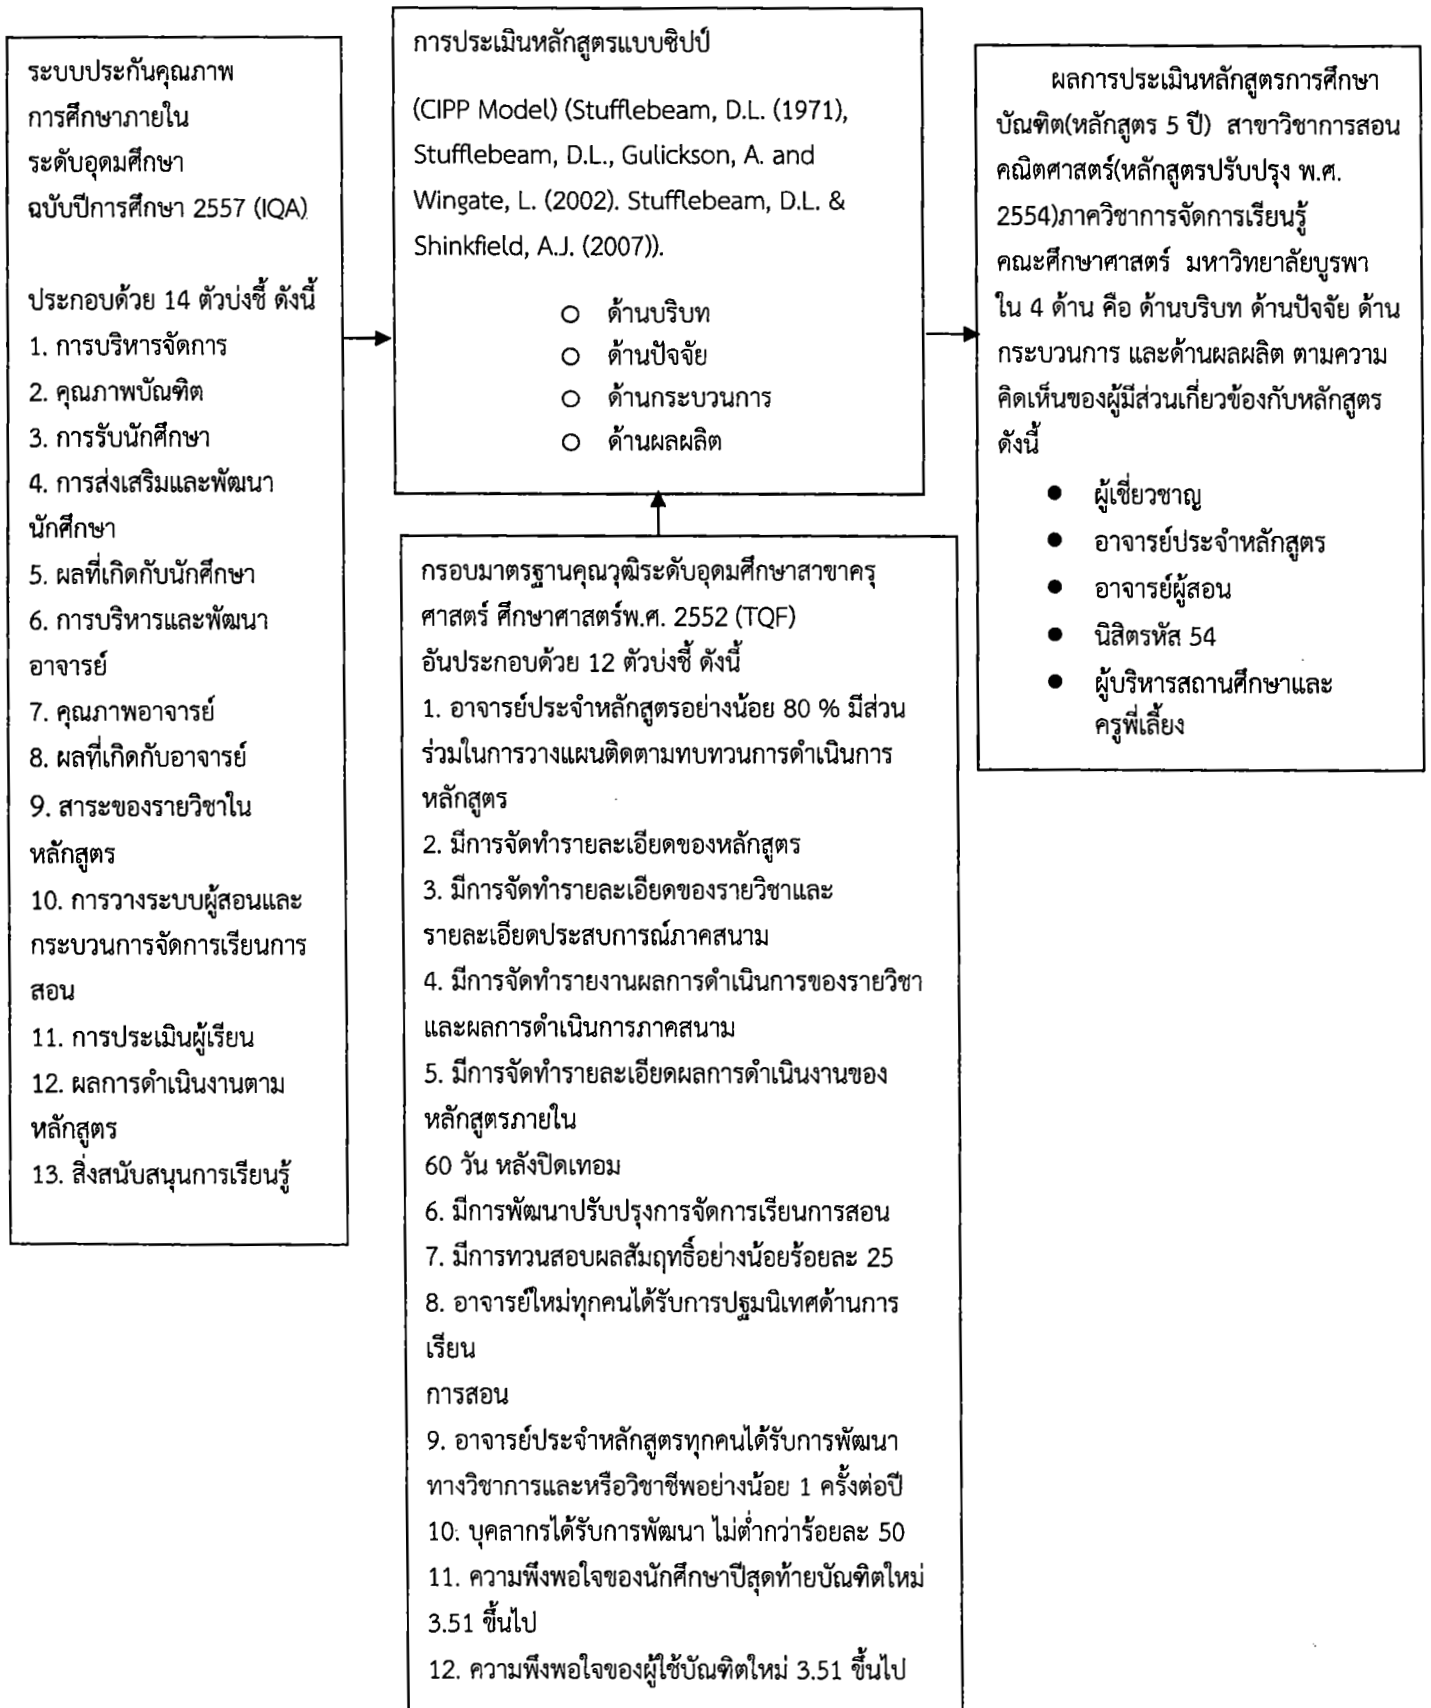 ระบบประกันคุณภาพ
การศึกษาภายใน
ระดับอุดมศึกษา
ฉบับปีการศึกษา 2557 (IQA)
ประกอบด้วย 14 ตัวบ่งชี้ ดังนี้
1. การบริหารจัดการ
2. คุณภาพบัณฑิต
3. การรับนักศึกษา
4. การส่งเสริมและพัฒนา
นักศึกษา
5. ผลที่เกิดกับนักศึกษา
6. การบริหารและพัฒนา
อาจารย์
7. คุณภาพอาจารย์
8. ผลที่เกิดกับอาจารย์
9. สาระของรายวิชาใน
หลักสูตร
10. การวางระบบผู้สอนและ
กระบวนการจัดการเรียนการ
สอน
11. การประเมินผู้เรียน
12. ผลการดำเนินงานตาม
หลักสูตร
13. สิ่งสนับสนุนการเรียนรู้
การประเมินหลักสูตรแบบซิปป์
(CIPP Model) (Stufflebeam, D.L. (1971),
Stufflebeam, D.L., Gulickson, A. and
Wingate, L. (2002). Stufflebeam, D.L. &
Shinkfield, A.J. (2007)).
ด้านบริบท
ด้านปัจจัย
ด้านกระบวนการ
ด้านผลผลิต
กรอบมาตรฐานคุณวุฒิระดับอุดมศึกษาสาขาครุ
ศาสตร์ ศึกษาศาสตร์พ.ศ. 2552 (TQF)
อันประกอบด้วย 12 ตัวบ่งชี้ ดังนี้
1. อาจารย์ประจำหลักสูตรอย่างน้อย 80 % มีส่วน
ร่วมในการวางแผนติดตามทบทวนการดำเนินการ
หลักสูตร
2. มีการจัดทำรายละเอียดของหลักสูตร
3. มีการจัดทำรายละเอียดของรายวิชาและ
รายละเอียดประสบการณ์ภาคสนาม
4. มีการจัดทำรายงานผลการดำเนินการของรายวิชา
และผลการดำเนินการภาคสนาม
5. มีการจัดทำรายละเอียดผลการดำเนินงานของ
หลักสูตรภายใน
60 วัน หลังปิดเทอม
6. มีการพัฒนาปรับปรุงการจัดการเรียนการสอน
7. มีการทวนสอบผลสัมฤทธิ์อย่างน้อยร้อยละ 25
8. อาจารย์ใหม่ทุกคนได้รับการปฐมนิเทศด้านการ
เรียน
การสอน
9. อาจารย์ประจำหลักสูตรทุกคนได้รับการพัฒนา
ทางวิชาการและหรือวิชาชีพอย่างน้อย 1 ครั้งต่อปี
10. บุคลากรได้รับการพัฒนา ไม่ต่ำกว่าร้อยละ 50
11. ความพึงพอใจของนักศึกษาปีสุดท้ายบัณฑิตใหม่
3.51 ขึ้นไป
12. ความพึงพอใจของผู้ใช้บัณฑิตใหม่ 3.51 ขึ้นไป
ผลการประเมินหลักสูตรการศึกษา
บัณฑิต(หลักสูตร 5 ปี) สาขาวิชาการสอน
คณิตศาสตร์(หลักสูตรปรับปรุง พ.ศ.
2554)ภาควิชาการจัดการเรียนรู้
คณะศึกษาศาสตร์ มหาวิทยาลัยบูรพา
ใน 4 ด้าน คือ ด้านบริบท ด้านปัจจัย ด้าน
กระบวนการ และด้านผลผลิต ตามความ
คิดเห็นของผู้มีส่วนเกี่ยวข้องกับหลักสูตร
ดังนี้
ผู้เชี่ยวชาญ
อาจารย์ประจำหลักสูตร
อาจารย์ผู้สอน
นิสิตรหัส 54
ผู้บริหารสถานศึกษาและ
ครูพี่เลี้ยง